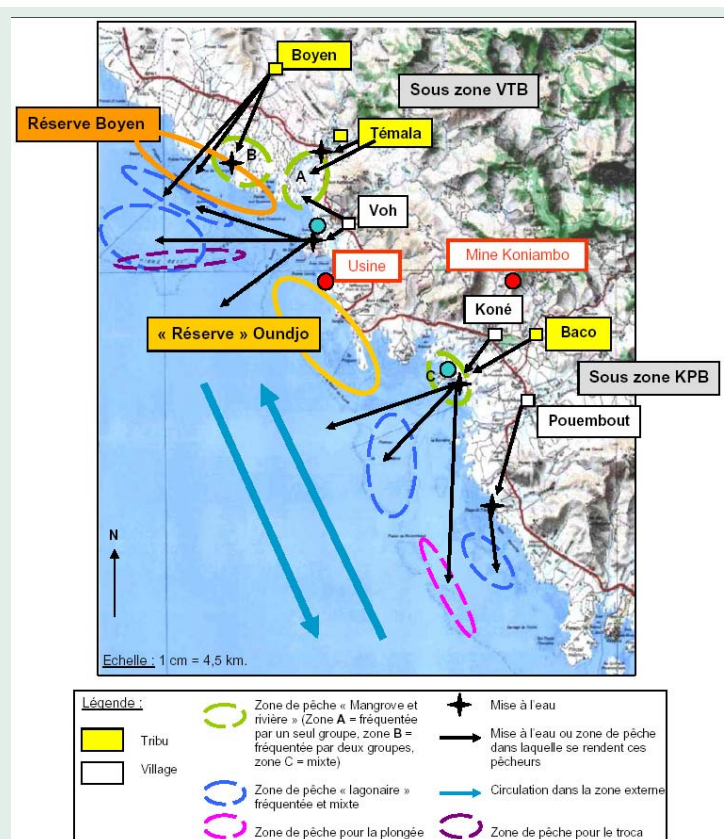 Boyen
Sous zone VTB
Réserve Boyen
B
Témala
A
Voh
Usine
Mine Koniambo
Koné
« Réserve » Oundjo
Baco
C
Sous zone KPB
Pouembout
N
Echelle : 1 cm = 4,5 km.
Légende :
Tribu
Village
Zone de pêche « Mangrove et
rivière » (Zone A = fréquentée
par un seul groupe, zone B =
fréquentée par deux groupes,
zone C = mixte)
Zone de pêche « lagonaire »
fréquentée et mixte
Zone de pêche pour la plongée
Mise à l'eau
Mise à l'eau ou zone de pêche
dans laquelle se rendent ces
pêcheurs
Circulation dans la zone externe
Zone de pêche pour le troca